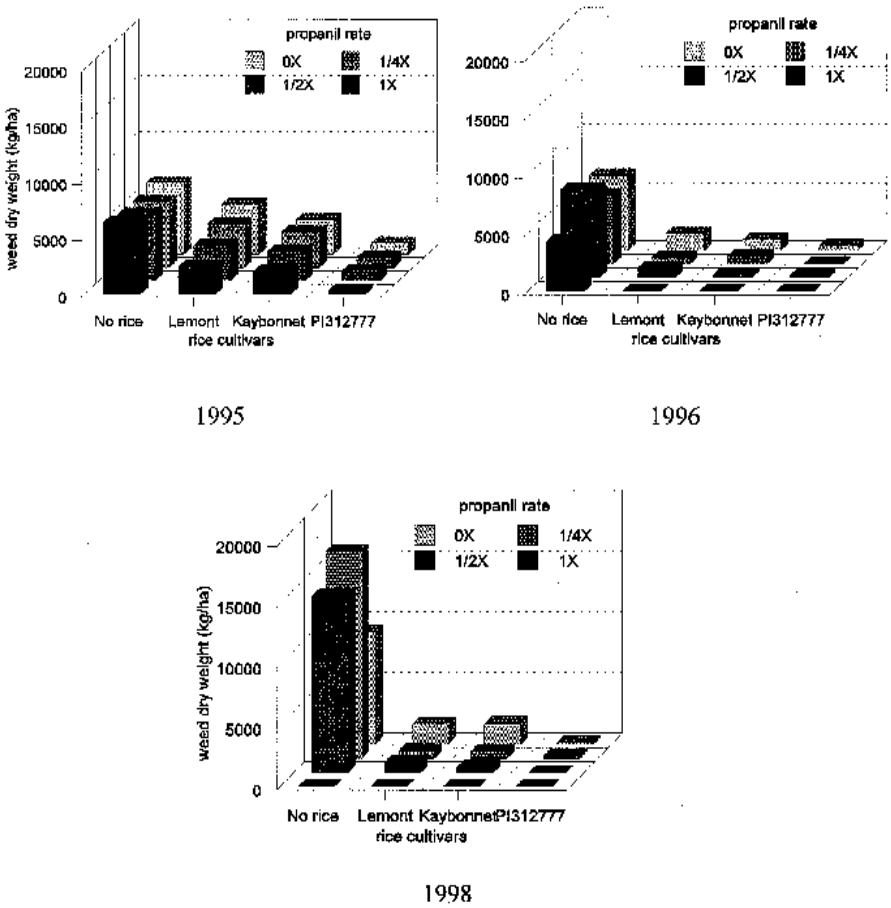 propanil rate
0X 1/4X
1/2X 1X
weed dry weight (kg/ha)
20000
15000
10000
5000
0
No rice Lemont Kaybonnet PI312777
rice cultivars
1995
propanil rate
0X 1/4X
1/2X 1X
20000
15000
10000
5000
0
No rice Lemont Kaybonnet PI312777
rice cultivars
1996
propanil rate
0X 1/4X
1/2X 1X
weed dry weight (kg/ha)
20000
15000
10000
5000
0
No rice Lemont KaybonnetPI312777
rice cultivars
1998